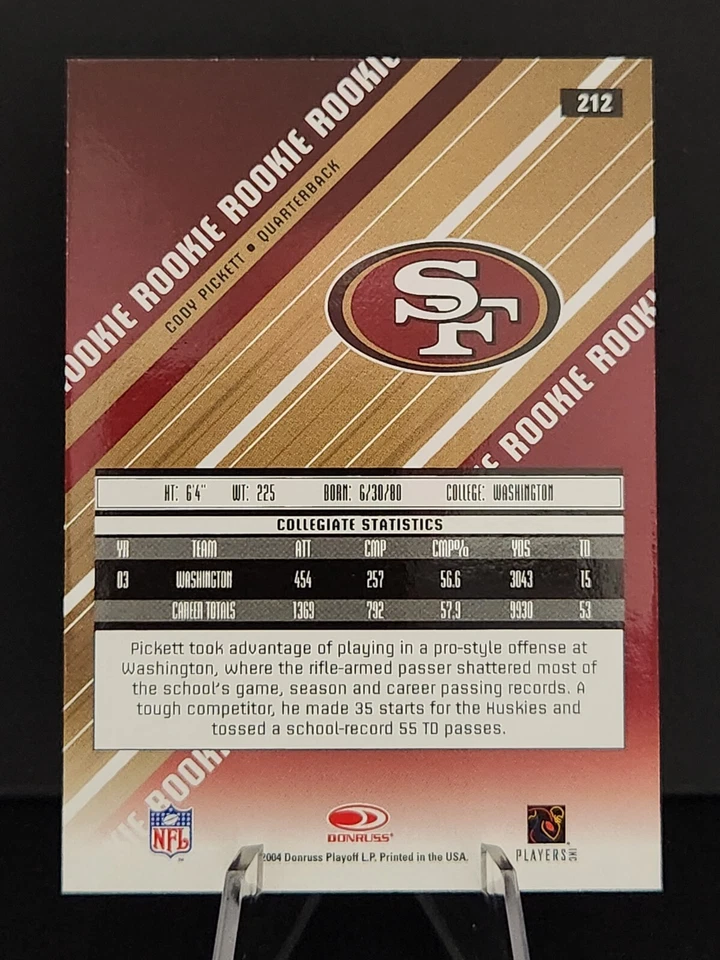 212
ROOKIE ROOKIE ROOKIE ROOKIE
CODY PICKETT • QUARTERBACK
SF
ROOKIE ROOKI
HT: 6'4" WT: 225 BORN: 6/30/80 COLLEGE: WASHINGTON
COLLEGIATE STATISTICS
YR TEAM ATT CMP CMP% YDS TD
03 WASHINGTON 454 257 56.6 3043 15
CAREER TOTALS 1369 792 57.9 9930 53
Pickett took advantage of playing in a pro-style offense at
Washington, where the rifle-armed passer shattered most of
the school's game, season and career passing records. A
tough competitor, he made 35 starts for the Huskies and
tossed a school-record 55 TD passes.
IE ROOKI
NFL
DONRUSS®
PLAYERS INC
2004 Donruss Playoff L.P. Printed in the USA.